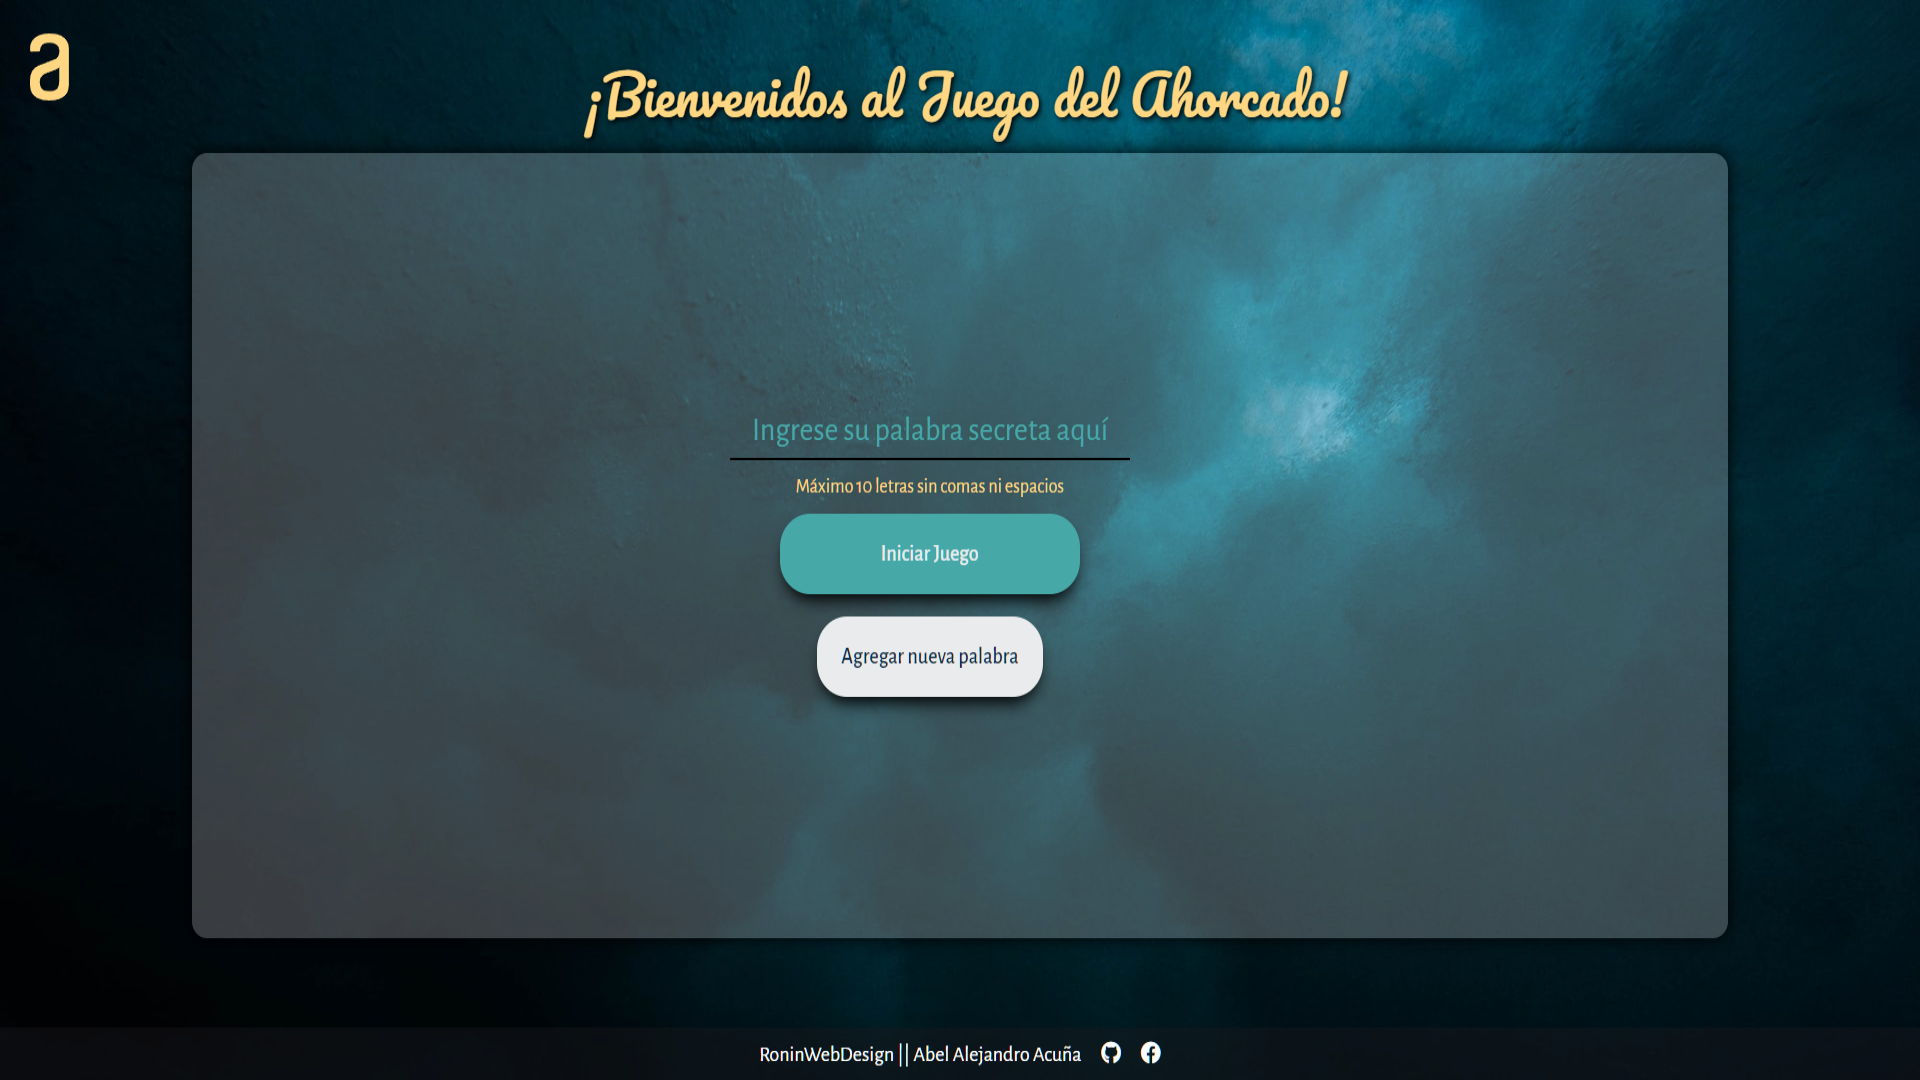 a
¡Bienvenidos al Juego del Ahorcado!
Ingrese su palabra secreta aquí
Máximo 10 letras sin comas ni espacios
Iniciar Juego
Agregar nueva palabra
RoninWebDesign || Abel Alejandro Acuña